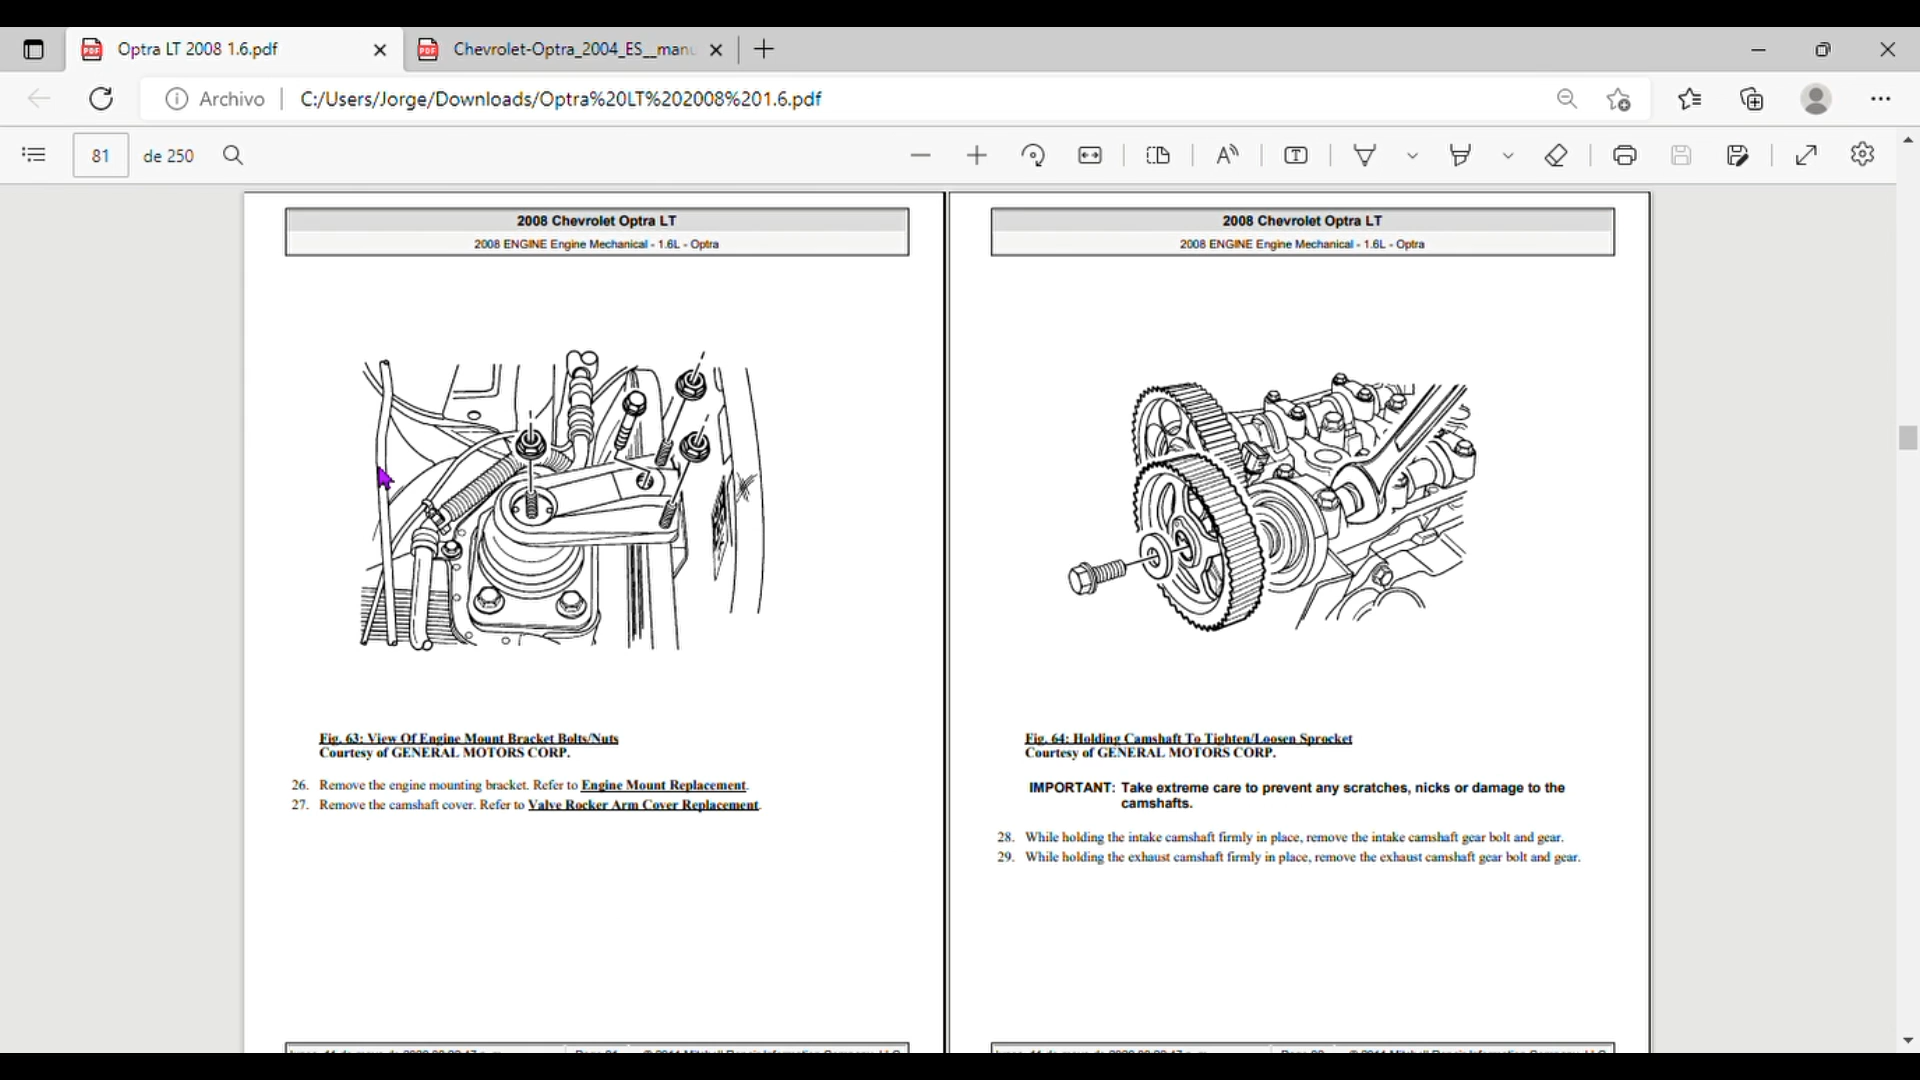 Optra LT 2008 1.6.pdf
Chevrolet-Optra_2004_ES__man
Archivo
C:/Users/Jorge/Downloads/Optra%20LT%202008%201.6.pdf
81
de 250
2008 Chevrolet Optra LT
2008 ENGINE Engine Mechanical - 1.6L - Optra
Fig. 63: View Of Engine Mount Bracket Bolts/Nuts
Courtesy of GENERAL MOTORS CORP.
26. Remove the engine mounting bracket. Refer to Engine Mount Replacement.
27. Remove the camshaft cover. Refer to Valve Rocker Arm Cover Replacement.
2008 Chevrolet Optra LT
2008 ENGINE Engine Mechanical - 1.6L - Optra
Fig. 64: Holding Camshaft To Tighten/Loosen Sprocket
Courtesy of GENERAL MOTORS CORP.
IMPORTANT: Take extreme care to prevent any scratches, nicks or damage to the
camshafts.
28. While holding the intake camshaft firmly in place, remove the intake camshaft gear bolt and gear.
29. While holding the exhaust camshaft firmly in place, remove the exhaust camshaft gear bolt and gear.